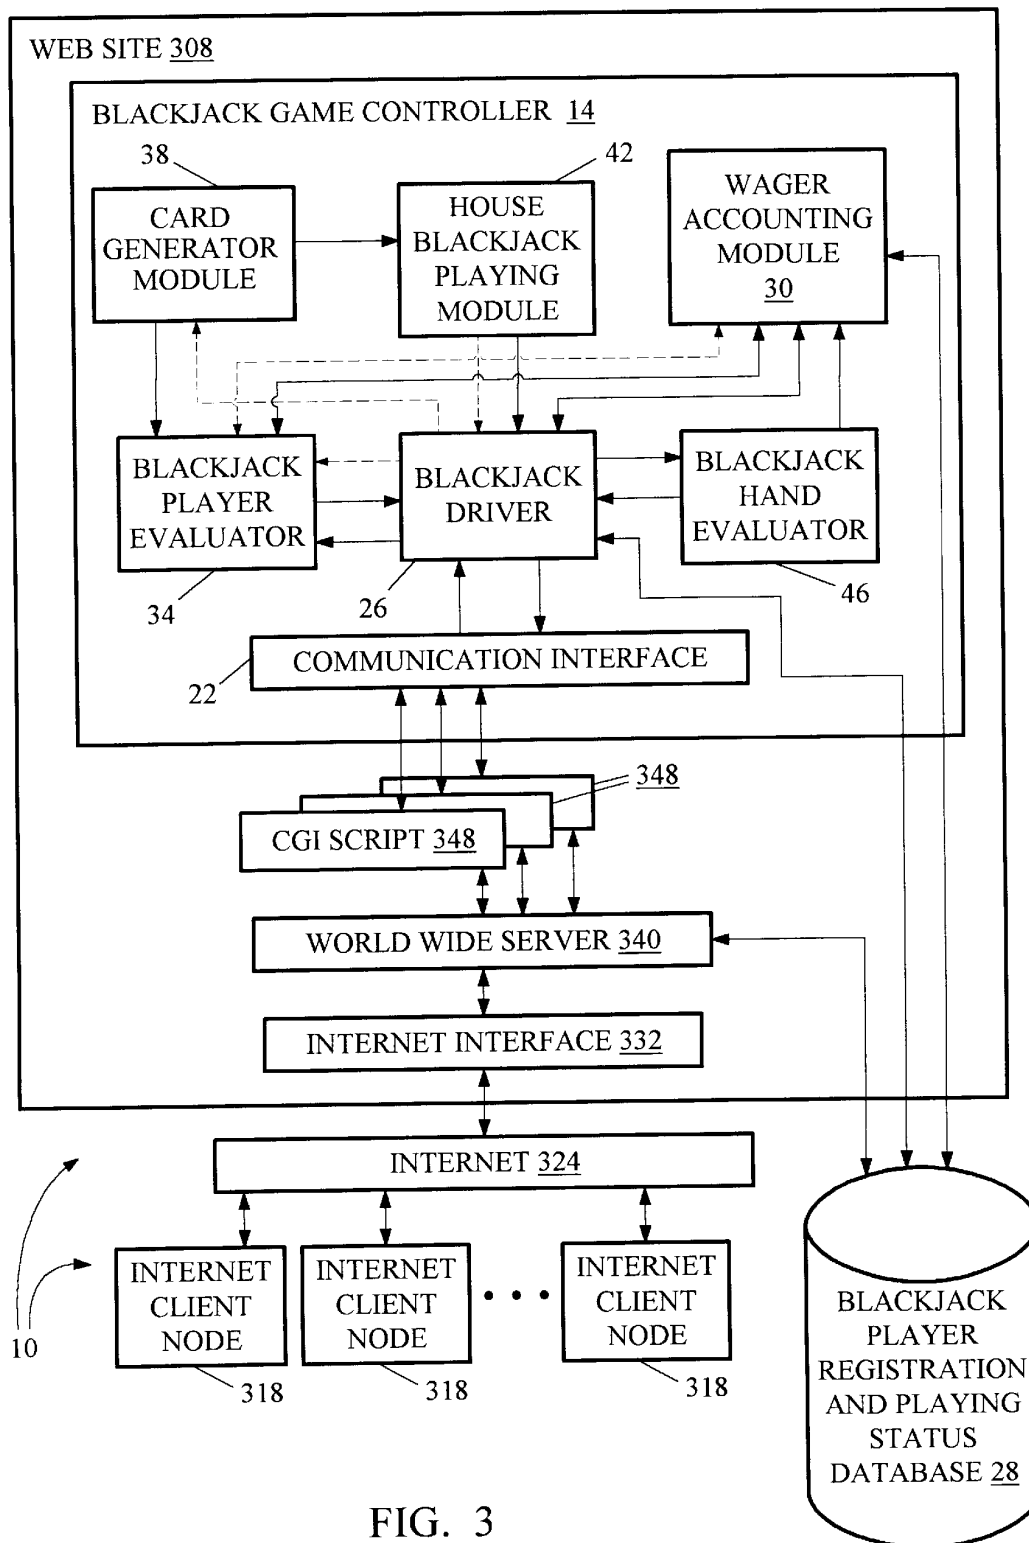 WEB SITE 308
BLACKJACK GAME CONTROLLER 14
38
42
CARD
GENERATOR
MODULE
HOUSE
BLACKJACK
PLAYING
MODULE
WAGER
ACCOUNTING
MODULE
30
BLACKJACK
PLAYER
EVALUATOR
BLACKJACK
DRIVER
BLACKJACK
HAND
EVALUATOR
34
26
46
COMMUNICATION INTERFACE
22
348
CGI SCRIPT 348
WORLD WIDE SERVER 340
INTERNET INTERFACE 332
INTERNET 324
INTERNET
CLIENT
NODE
INTERNET
CLIENT
NODE
• • •
INTERNET
CLIENT
NODE
10
318
318
318
BLACKJACK
PLAYER
REGISTRATION
AND PLAYING
STATUS
DATABASE 28
FIG. 3